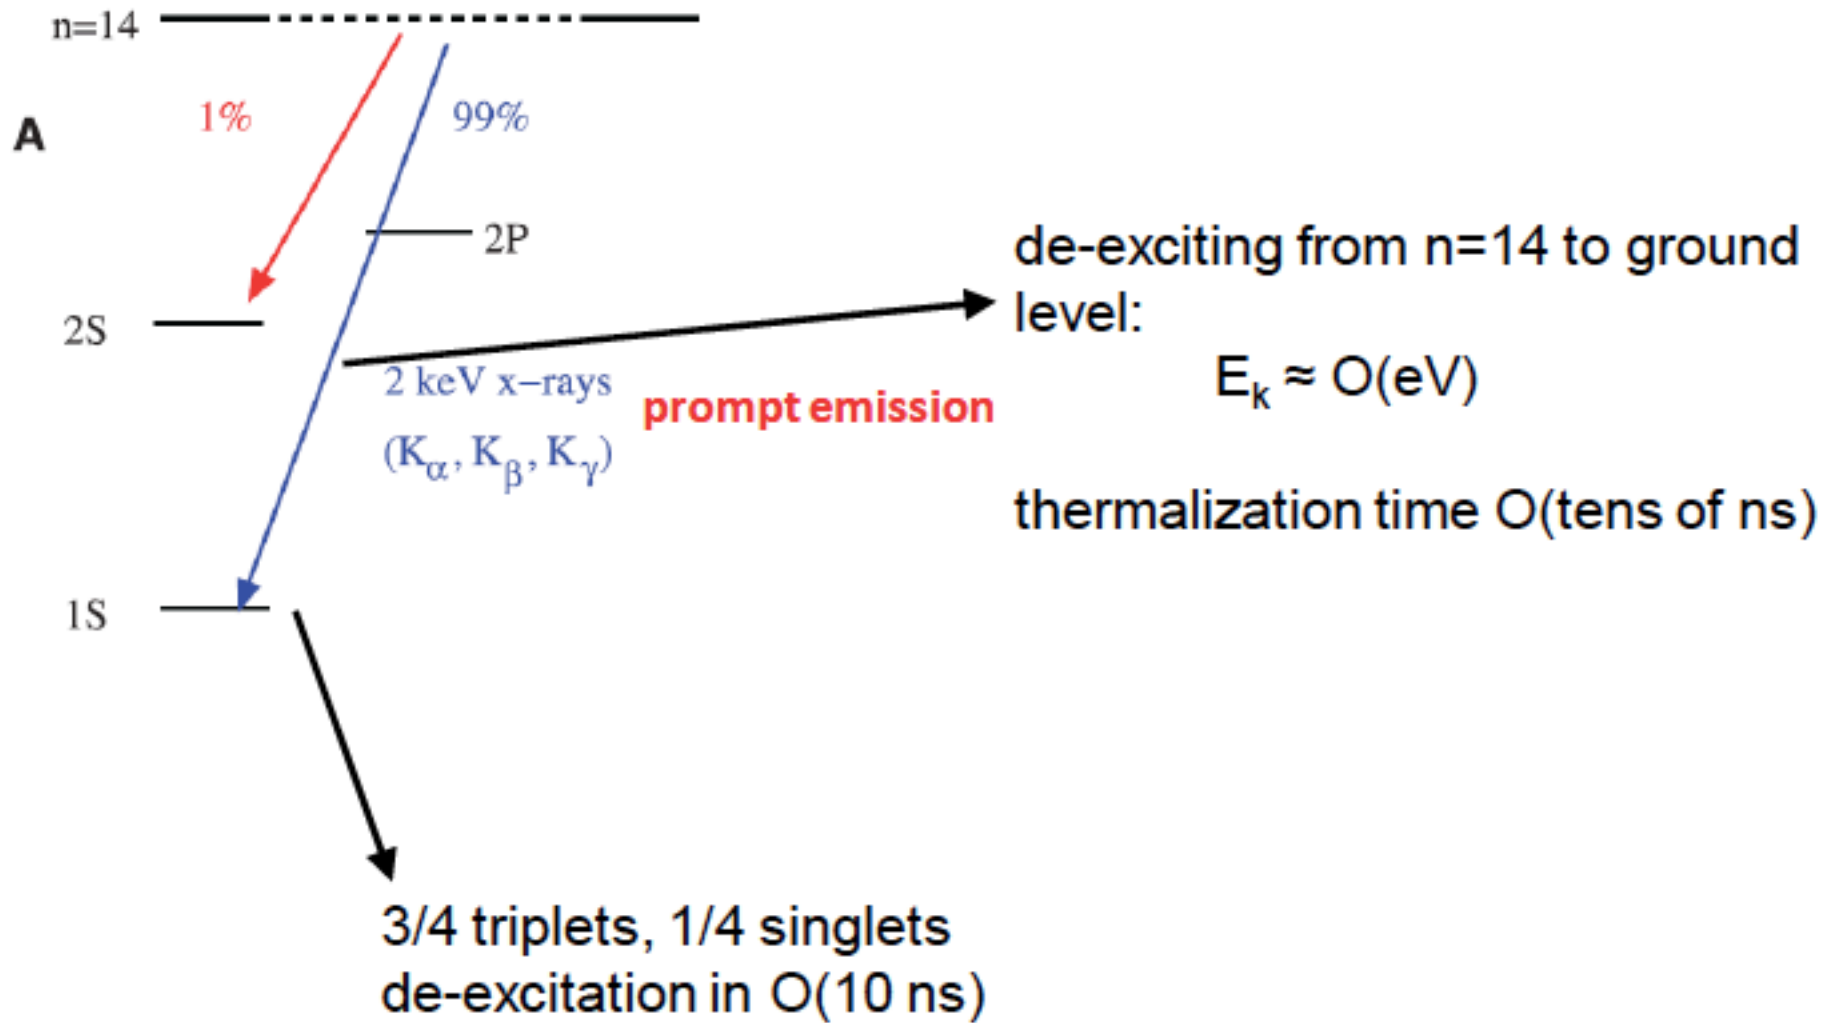 n=14
1%
99%
A
2P
de-exciting from n=14 to ground
level:
2S
2 keV x-rays
Eₖ ≈ O(eV)
prompt emission
(Kα, Kβ, Kγ)
thermalization time O(tens of ns)
1S
3/4 triplets, 1/4 singlets
de-excitation in O(10 ns)